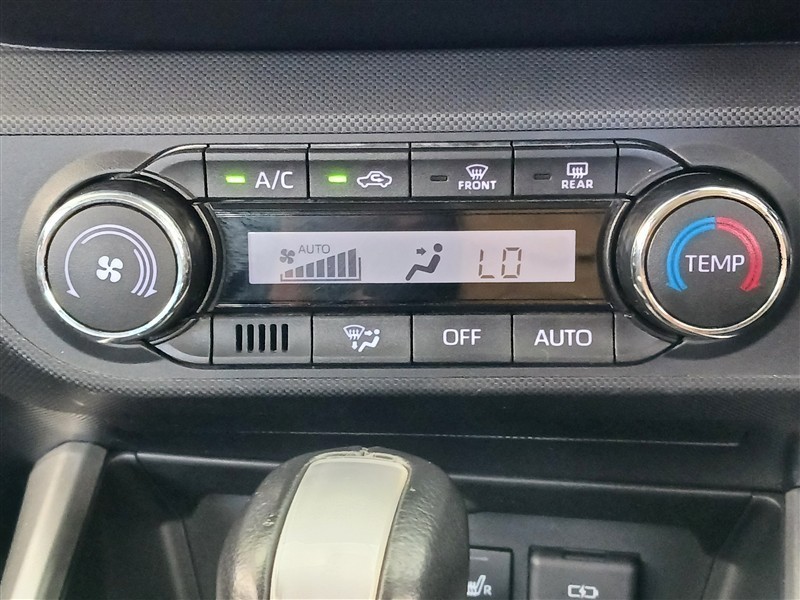 A/C
FRONT
REAR
AUTO
LO
TEMP
OFF
AUTO
R